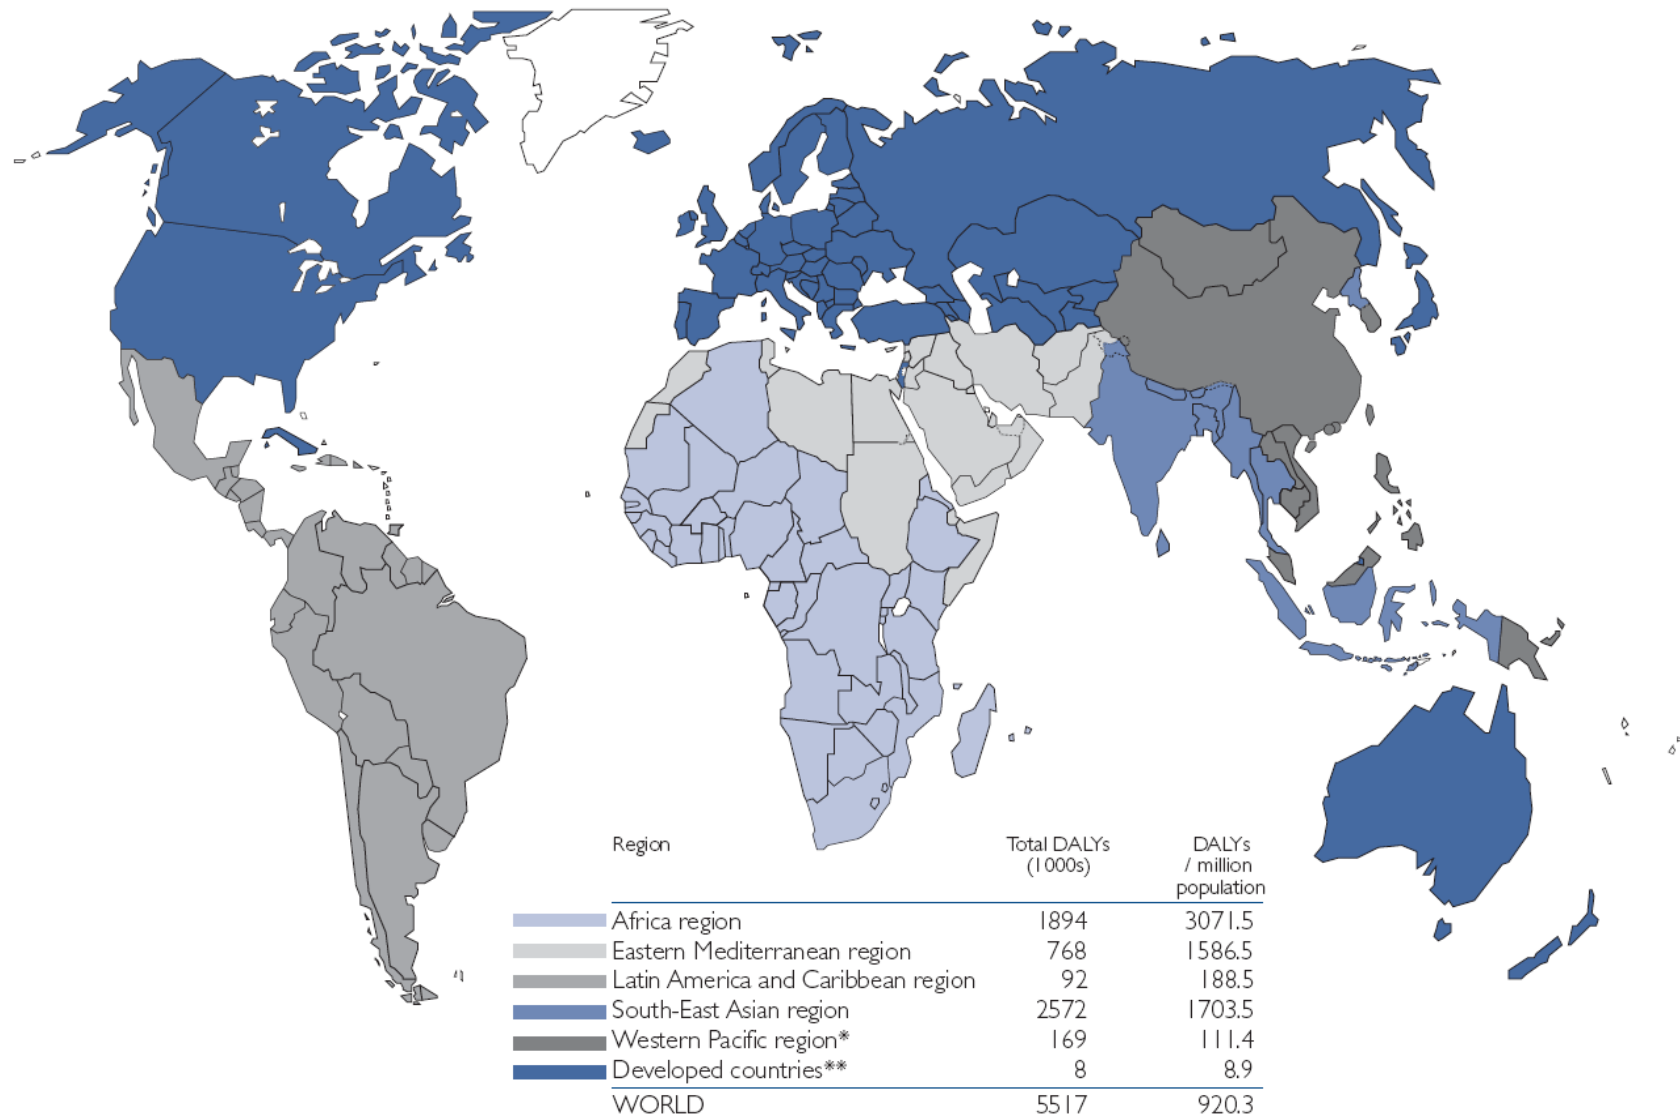 Region Total DALYs (1000s) DALYs / million population
Africa region 1894 3071.5
Eastern Mediterranean region 768 1586.5
Latin America and Caribbean region 92 188.5
South-East Asian region 2572 1703.5
Western Pacific region* 169 111.4
Developed countries** 8 8.9
WORLD 5517 920.3